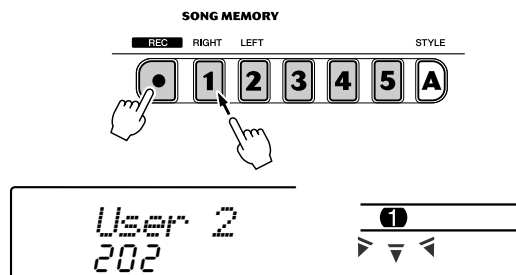 SONG MEMORY
REC RIGHT LEFT STYLE
1 2 3 4 5 A
User 2 1
202